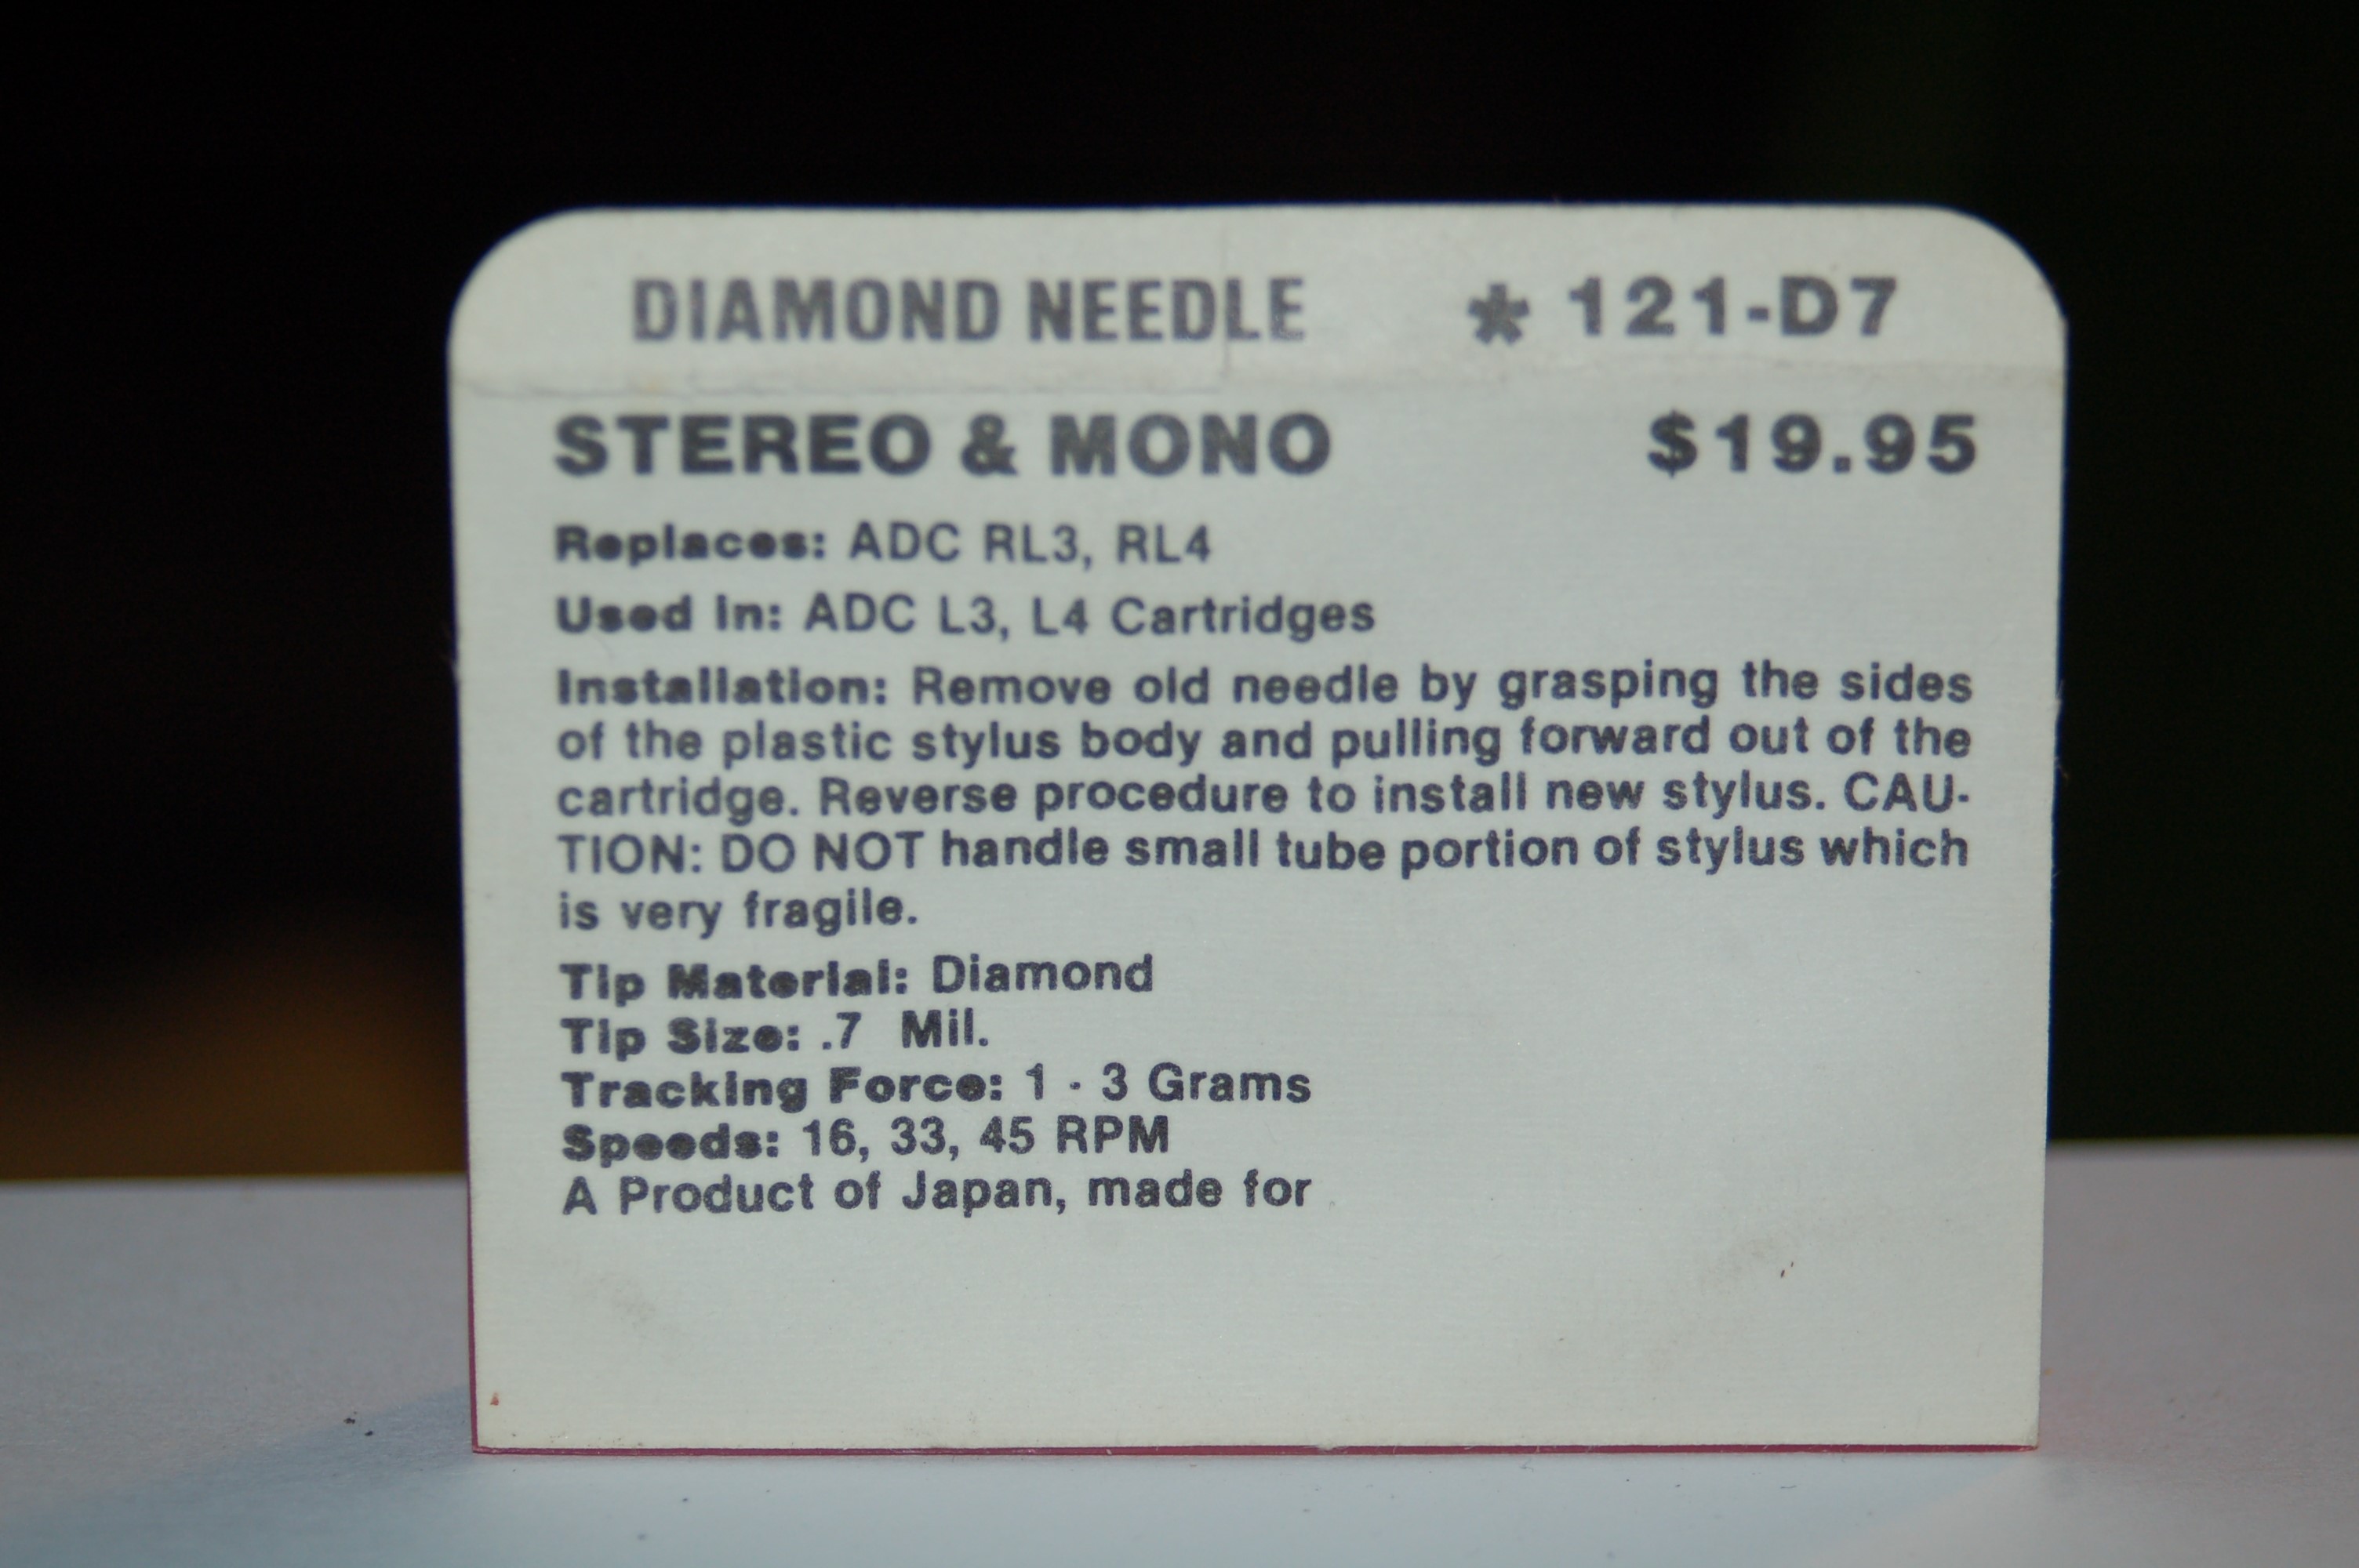 DIAMOND NEEDLE * 121-D7
STEREO & MONO $19.95
Replaces: ADC RL3, RL4
Used in: ADC L3, L4 Cartridges
Installation: Remove old needle by grasping the sides
of the plastic stylus body and pulling forward out of the
cartridge. Reverse procedure to install new stylus. CAU-
TION: DO NOT handle small tube portion of stylus which
is very fragile.
Tip Material: Diamond
Tip Size: .7 Mil.
Tracking Force: 1 - 3 Grams
Speeds: 16, 33, 45 RPM
A Product of Japan, made for